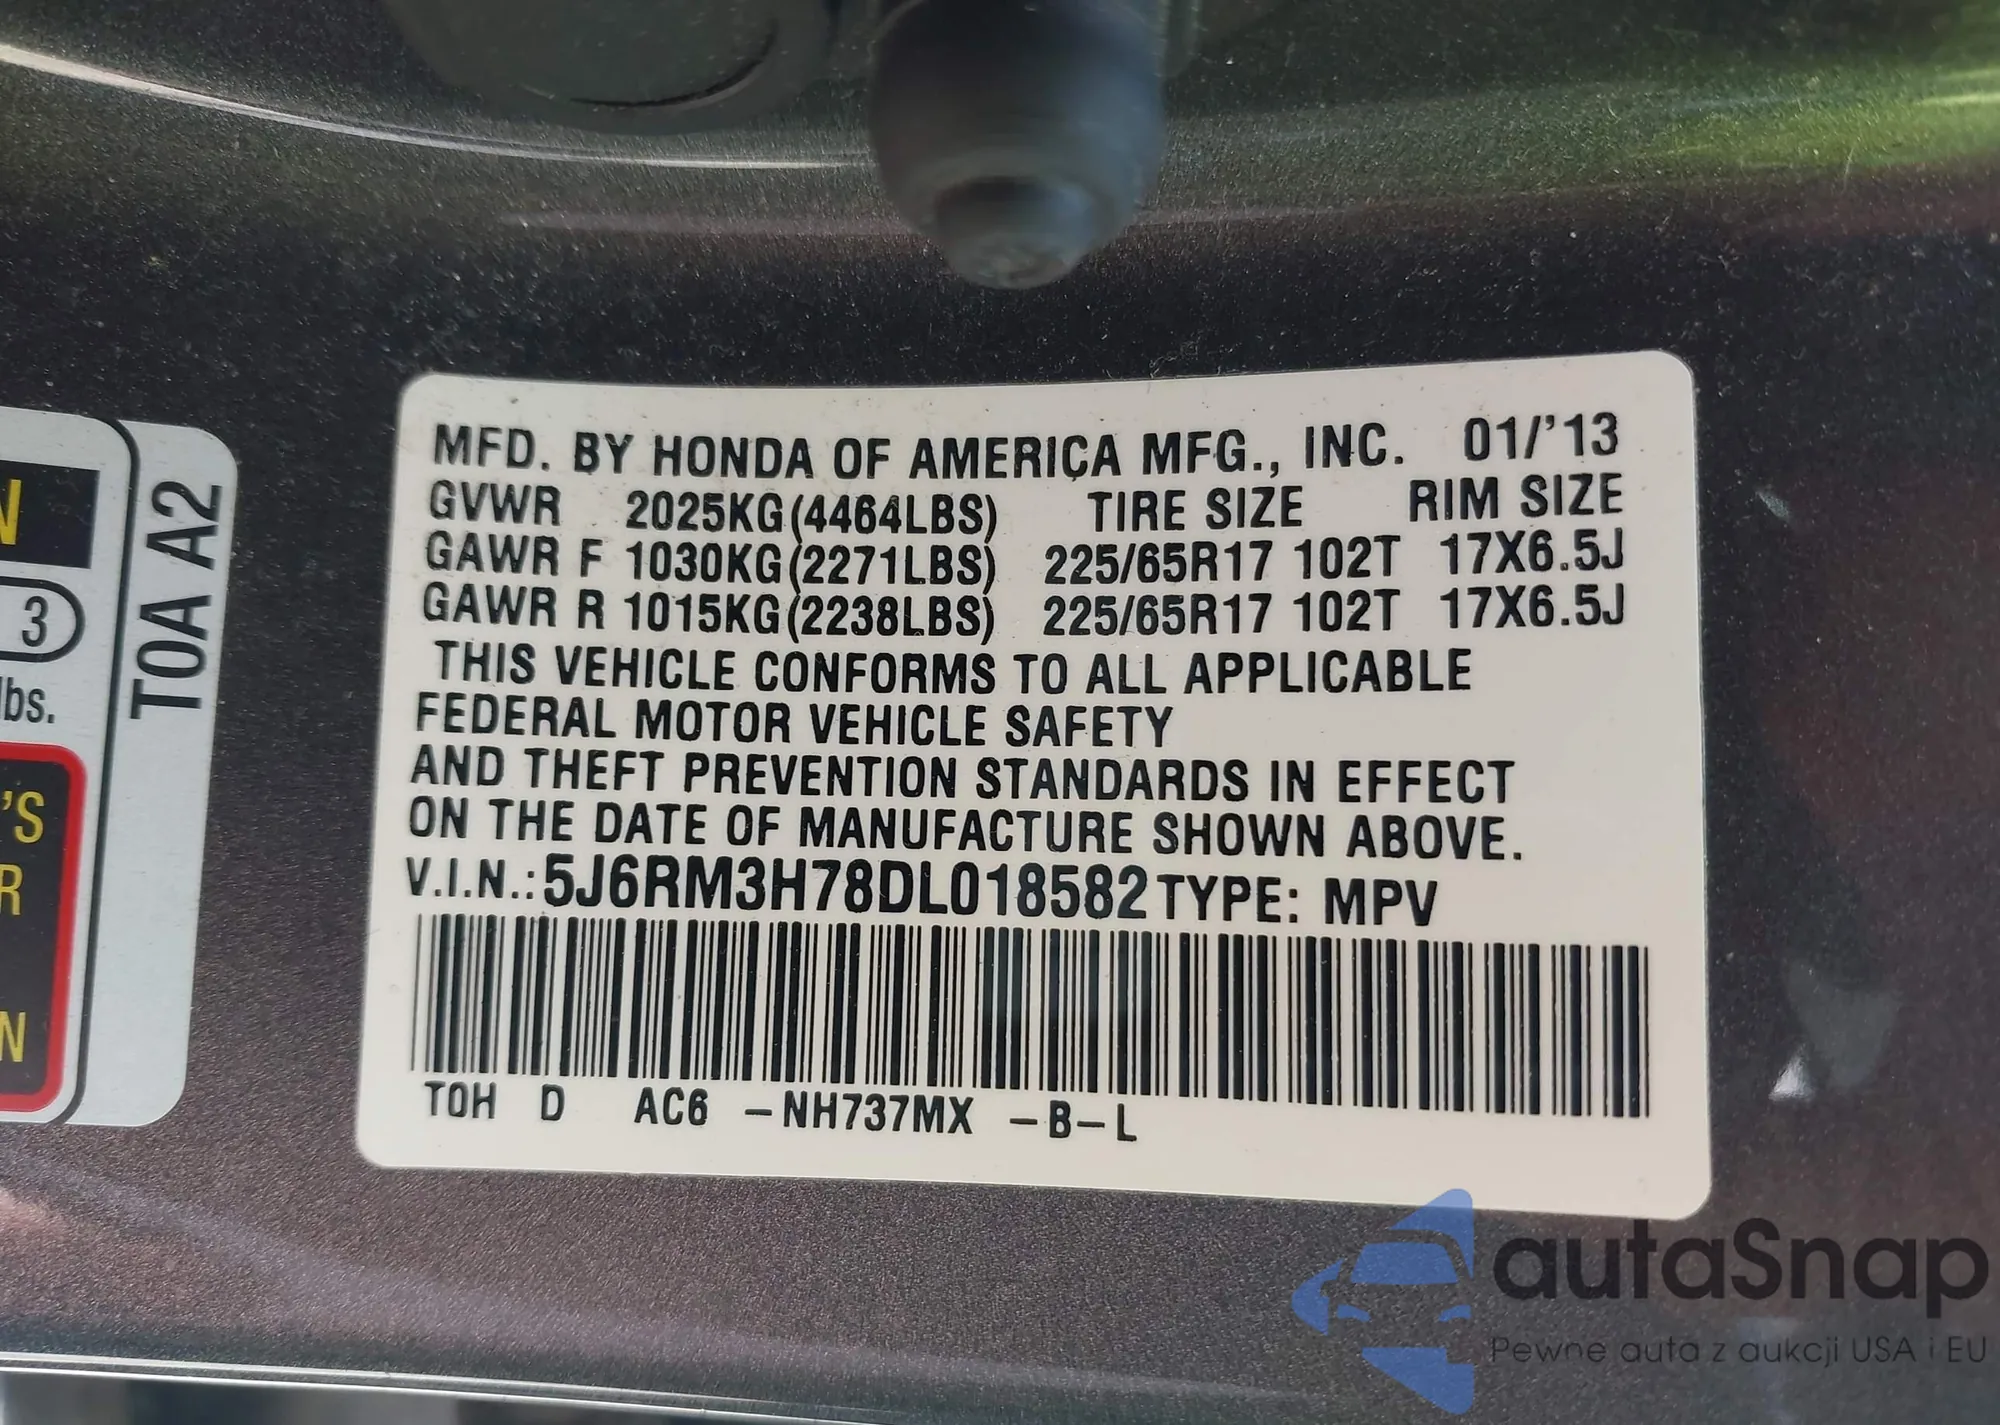 MFD. BY HONDA OF AMERICA MFG., INC. 01/'13
GVWR 2025KG(4464LBS) TIRE SIZE RIM SIZE
GAWR F 1030KG(2271LBS) 225/65R17 102T 17X6.5J
GAWR R 1015KG(2238LBS) 225/65R17 102T 17X6.5J
THIS VEHICLE CONFORMS TO ALL APPLICABLE
FEDERAL MOTOR VEHICLE SAFETY
AND THEFT PREVENTION STANDARDS IN EFFECT
ON THE DATE OF MANUFACTURE SHOWN ABOVE.
V.I.N.:5J6RM3H78DL018582 TYPE: MPV
T0H D AC6 -NH737MX -B-L
T0A A2
3
lbs.
autaSnap
Pewne auta z aukcji USA i EU